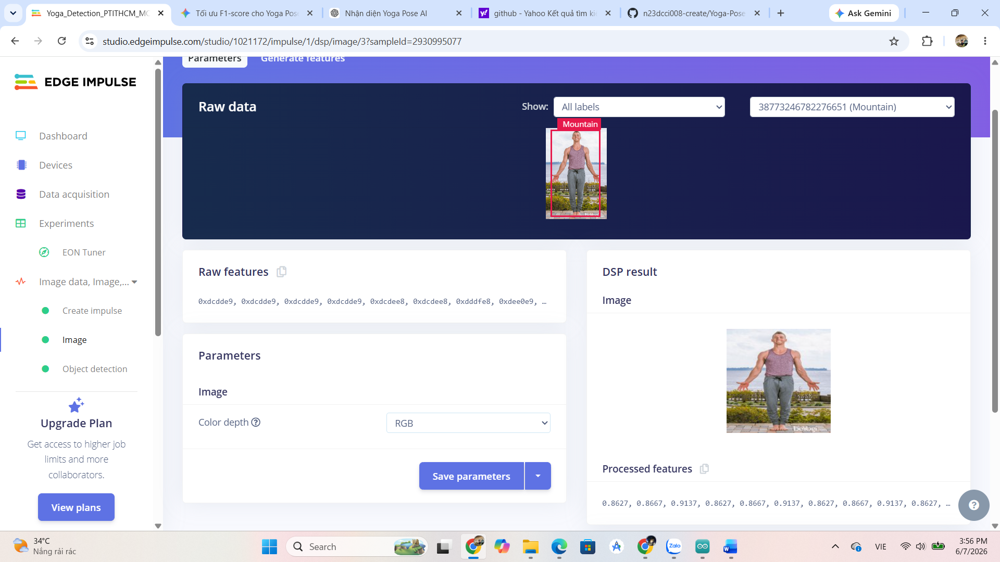 Yoga_Detection_PTITHCM_MC
Tối ưu F1-score cho Yoga Pose
Nhận diện Yoga Pose AI
github - Yahoo Kết quả tìm kiế
n23dcci008-create/Yoga-Pose
Ask Gemini
studio.edgeimpulse.com/studio/1021172/impulse/1/dsp/image/3?sampleId=2930995077
Parameters
Generate features
EDGE IMPULSE
Dashboard
Devices
Data acquisition
Experiments
EON Tuner
Image data, Image,...
Create impulse
Image
Object detection
Upgrade Plan
Get access to higher job
limits and more
collaborators.
View plans
Raw data
Show:
All labels
38773246782276651 (Mountain)
Mountain
Raw features
0xdcdde9, 0xdcdde9, 0xdcdde9, 0xdcdde9, 0xdcdee8, 0xdcdee8, 0xdddfe8, 0xdee0e9, …
Parameters
Image
Color depth
RGB
Save parameters
DSP result
Image
BeYogi
Processed features
0.8627, 0.8667, 0.9137, 0.8627, 0.8667, 0.9137, 0.8627, 0.8667, 0.9137, 0.8627, …
34°C
Nắng rải rác
Search
Zalo
VIE
3:56 PM
6/7/2026